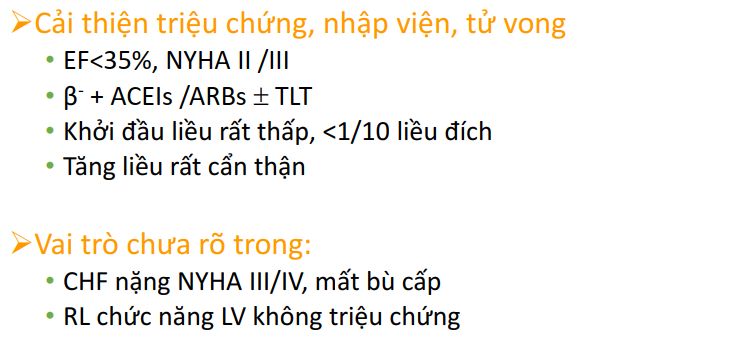 ➢Cải thiện triệu chứng, nhập viện, tử vong
• EF<35%, NYHA II /III
• β⁻ + ACEIs /ARBs ± TLT
• Khởi đầu liều rất thấp, <1/10 liều đích
• Tăng liều rất cẩn thận
➢Vai trò chưa rõ trong:
• CHF nặng NYHA III/IV, mất bù cấp
• RL chức năng LV không triệu chứng